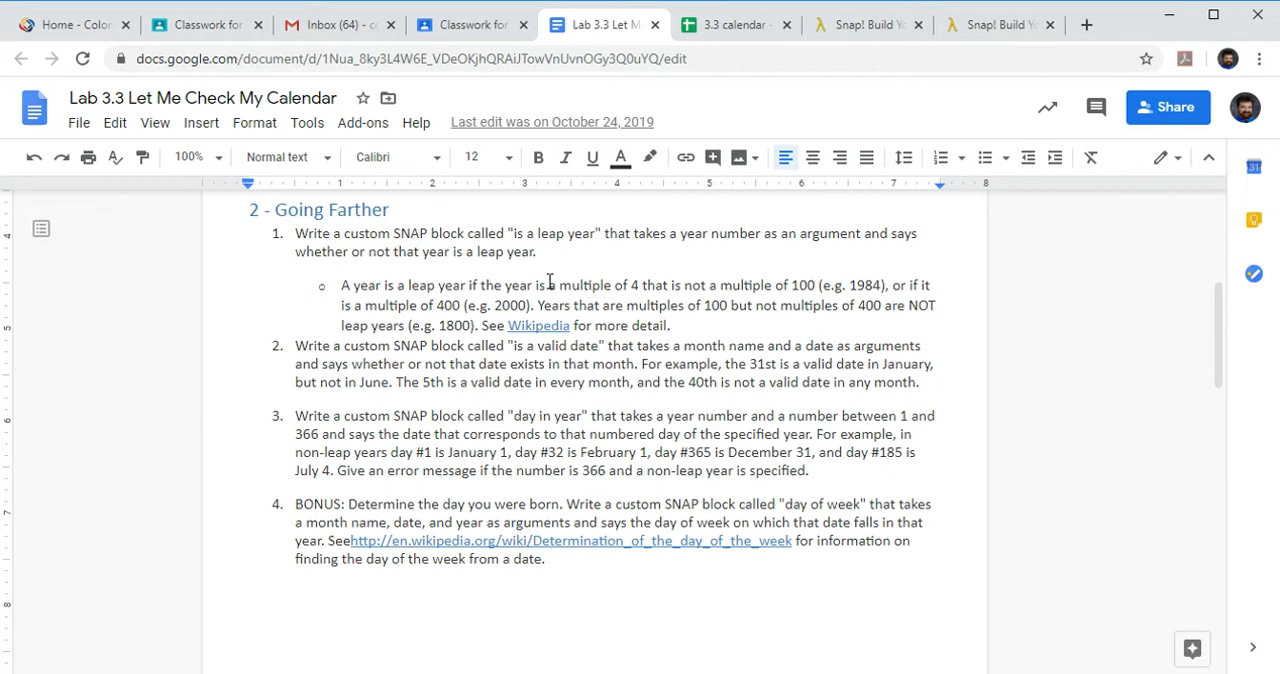 Home - Color
Classwork for
Inbox (64) - c
Classwork for
Lab 3.3 Let M
3.3 calendar -
Snap! Build Yo
Snap! Build Yo
docs.google.com/document/d/1Nua_8ky3L4W6E_VDeOKjhQRAiJTowVnUvnOGy3Q0uYQ/edit
Lab 3.3 Let Me Check My Calendar
File Edit View Insert Format Tools Add-ons Help Last edit was on October 24, 2019
Share
100% Normal text Calibri 12 B I U A
1 2 3 4 5 6 7 8
31
2 - Going Farther
1. Write a custom SNAP block called "is a leap year" that takes a year number as an argument and says
whether or not that year is a leap year.
o A year is a leap year if the year is a multiple of 4 that is not a multiple of 100 (e.g. 1984), or if it
is a multiple of 400 (e.g. 2000). Years that are multiples of 100 but not multiples of 400 are NOT
leap years (e.g. 1800). See Wikipedia for more detail.
2. Write a custom SNAP block called "is a valid date" that takes a month name and a date as arguments
and says whether or not that date exists in that month. For example, the 31st is a valid date in January,
but not in June. The 5th is a valid date in every month, and the 40th is not a valid date in any month.
3. Write a custom SNAP block called "day in year" that takes a year number and a number between 1 and
366 and says the date that corresponds to that numbered day of the specified year. For example, in
non-leap years day #1 is January 1, day #32 is February 1, day #365 is December 31, and day #185 is
July 4. Give an error message if the number is 366 and a non-leap year is specified.
4. BONUS: Determine the day you were born. Write a custom SNAP block called "day of week" that takes
a month name, date, and year as arguments and says the day of week on which that date falls in that
year. Seehttp://en.wikipedia.org/wiki/Determination_of_the_day_of_the_week for information on
finding the day of the week from a date.
4
5
6
7
8